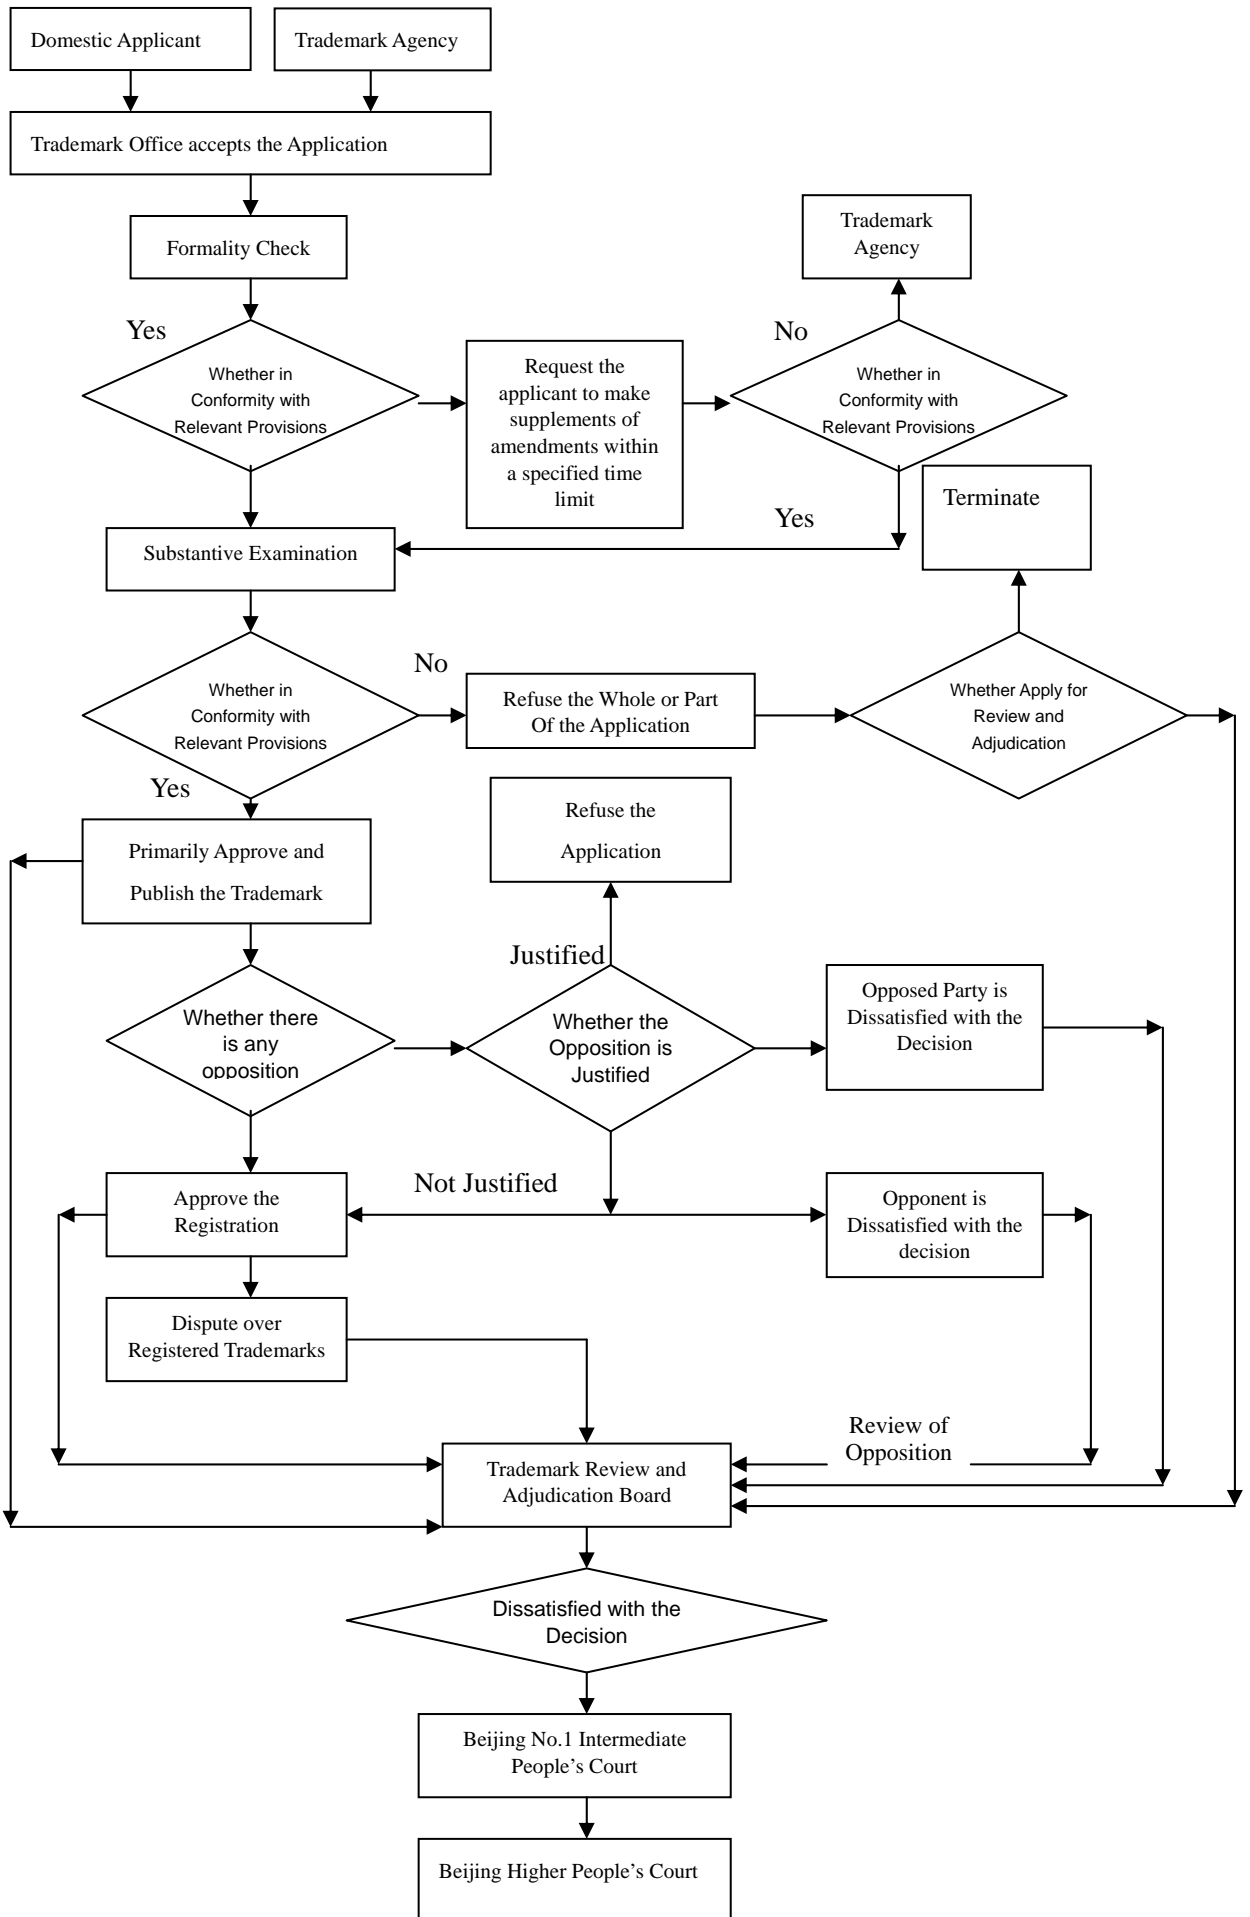 Domestic Applicant
Trademark Agency
Trademark Office accepts the Application
Formality Check
Trademark
Agency
Yes
No
Whether in
Conformity with
Relevant Provisions
Request the
applicant to make
supplements of
amendments within
a specified time
limit
Whether in
Conformity with
Relevant Provisions
Terminate
Yes
Substantive Examination
No
Whether in
Conformity with
Relevant Provisions
Refuse the Whole or Part
Of the Application
Whether Apply for
Review and
Adjudication
Yes
Refuse the
Application
Primarily Approve and
Publish the Trademark
Justified
Whether there
is any
opposition
Whether the
Opposition is
Justified
Opposed Party is
Dissatisfied with the
Decision
Not Justified
Approve the
Registration
Opponent is
Dissatisfied with the
decision
Dispute over
Registered Trademarks
Review of
Opposition
Trademark Review and
Adjudication Board
Dissatisfied with the
Decision
Beijing No.1 Intermediate
People’s Court
Beijing Higher People’s Court